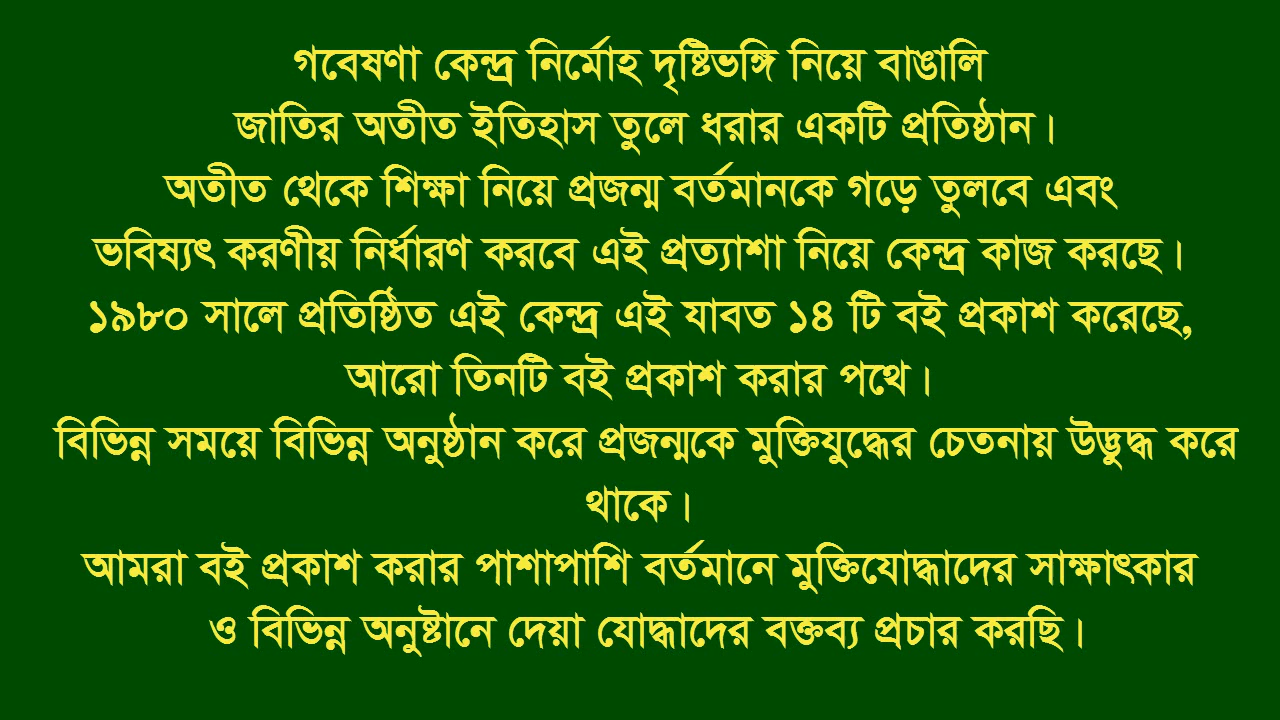 গবেষণা কেন্দ্র নির্মোহ দৃষ্টিভঙ্গি নিয়ে বাঙালি
জাতির অতীত ইতিহাস তুলে ধরার একটি প্রতিষ্ঠান।
অতীত থেকে শিক্ষা নিয়ে প্রজন্ম বর্তমানকে গড়ে তুলবে এবং
ভবিষ্যৎ করণীয় নির্ধারণ করবে এই প্রত্যাশা নিয়ে কেন্দ্র কাজ করছে।
১৯৮০ সালে প্রতিষ্ঠিত এই কেন্দ্র এই যাবত ১৪ টি বই প্রকাশ করেছে,
আরো তিনটি বই প্রকাশ করার পথে।
বিভিন্ন সময়ে বিভিন্ন অনুষ্ঠান করে প্রজন্মকে মুক্তিযুদ্ধের চেতনায় উদ্ভুদ্ধ করে
থাকে।
আমরা বই প্রকাশ করার পাশাপাশি বর্তমানে মুক্তিযোদ্ধাদের সাক্ষাৎকার
ও বিভিন্ন অনুষ্টানে দেয়া যোদ্ধাদের বক্তব্য প্রচার করছি।